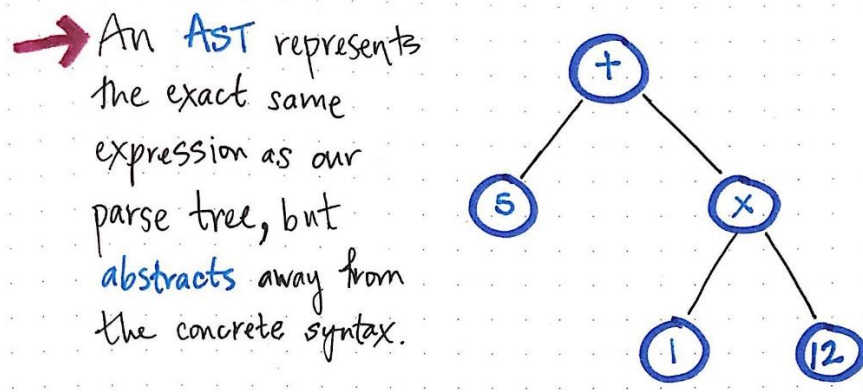 An AST represents
the exact same
expression as our
parse tree, but
abstracts away from
the concrete syntax.
+
5
x
1
12